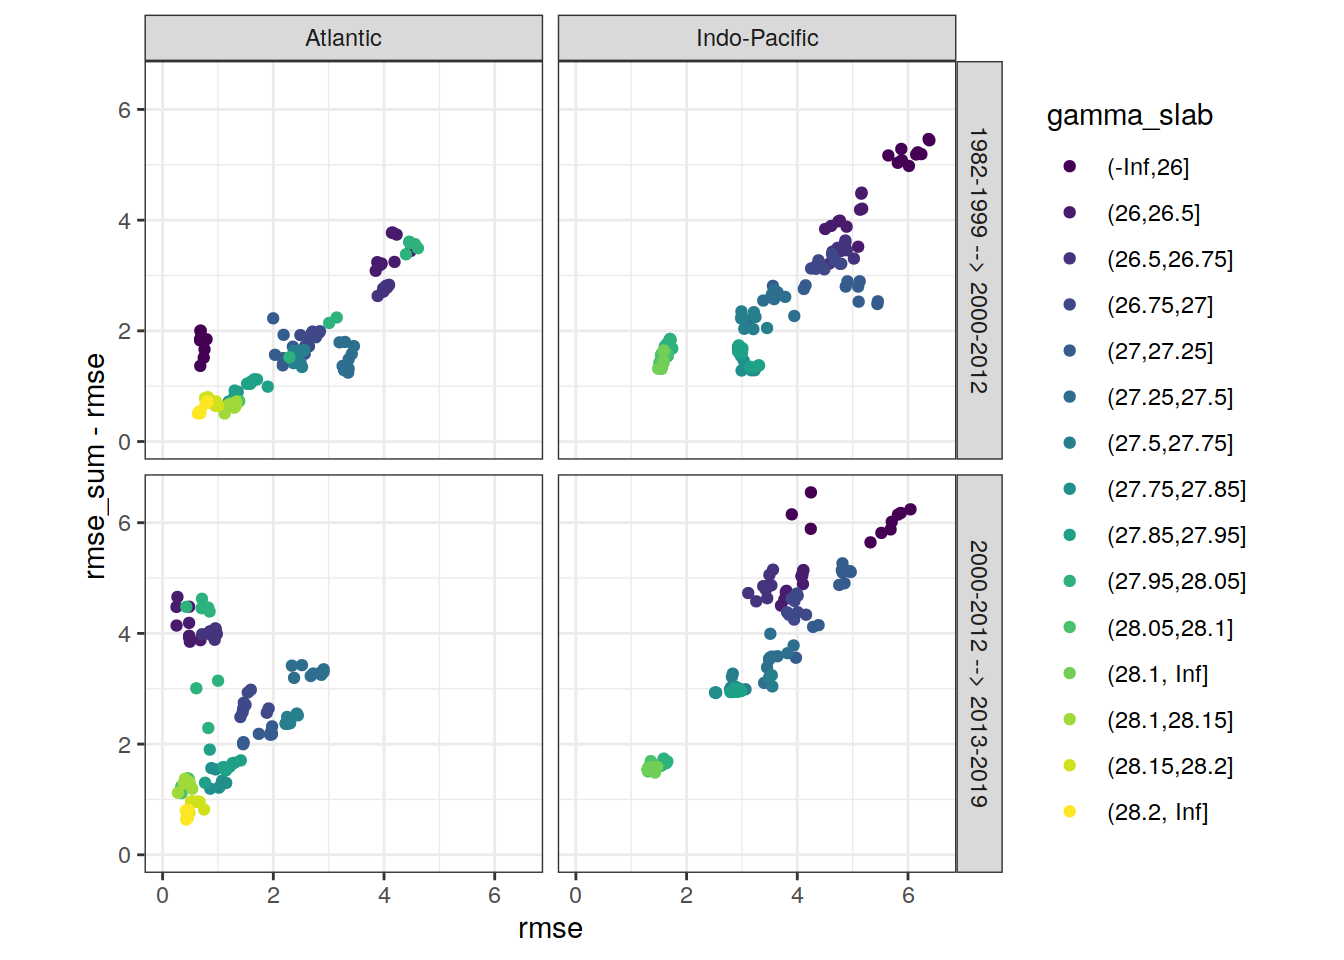 Atlantic
Indo-Pacific
6
4
2
0
1982-1999 --> 2000-2012
6
4
2
0
2000-2012 --> 2013-2019
0 2 4 6
0 2 4 6
rmse
rmse_sum - rmse
gamma_slab
(-Inf,26]
(26,26.5]
(26.5,26.75]
(26.75,27]
(27,27.25]
(27.25,27.5]
(27.5,27.75]
(27.75,27.85]
(27.85,27.95]
(27.95,28.05]
(28.05,28.1]
(28.1, Inf]
(28.1,28.15]
(28.15,28.2]
(28.2, Inf]